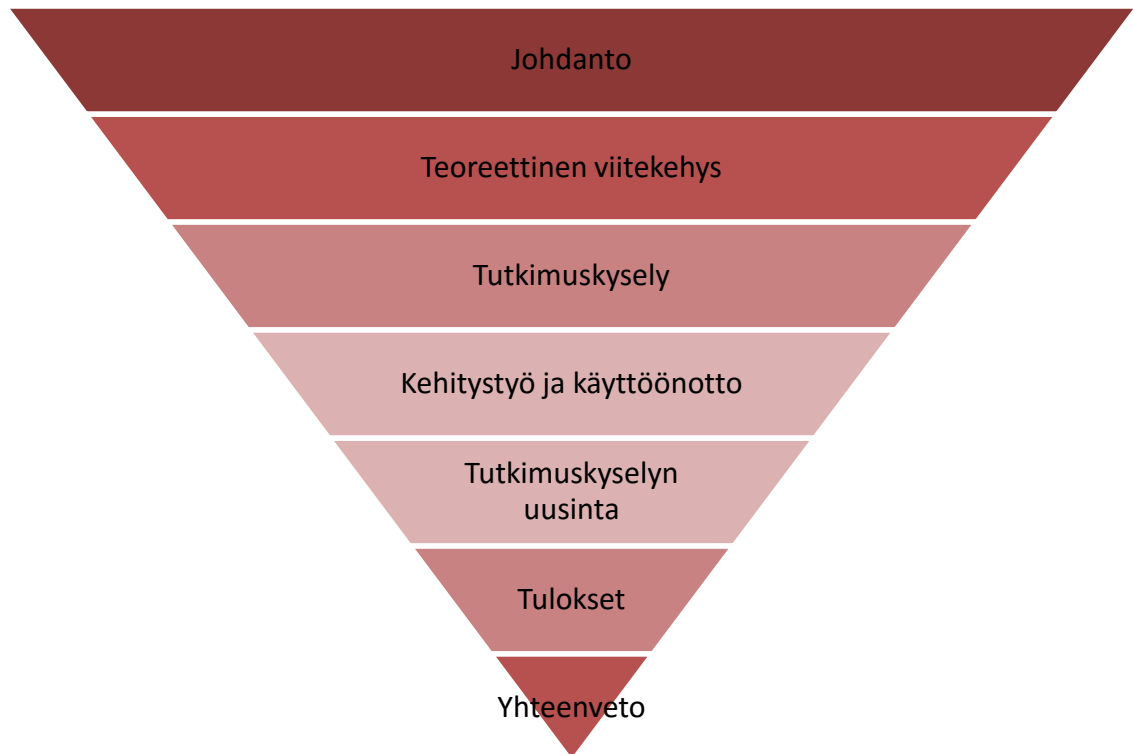 Johdanto
Teoreettinen viitekehys
Tutkimuskysely
Kehitystyö ja käyttöönotto
Tutkimuskyselyn
uusinta
Tulokset
Yhteenveto